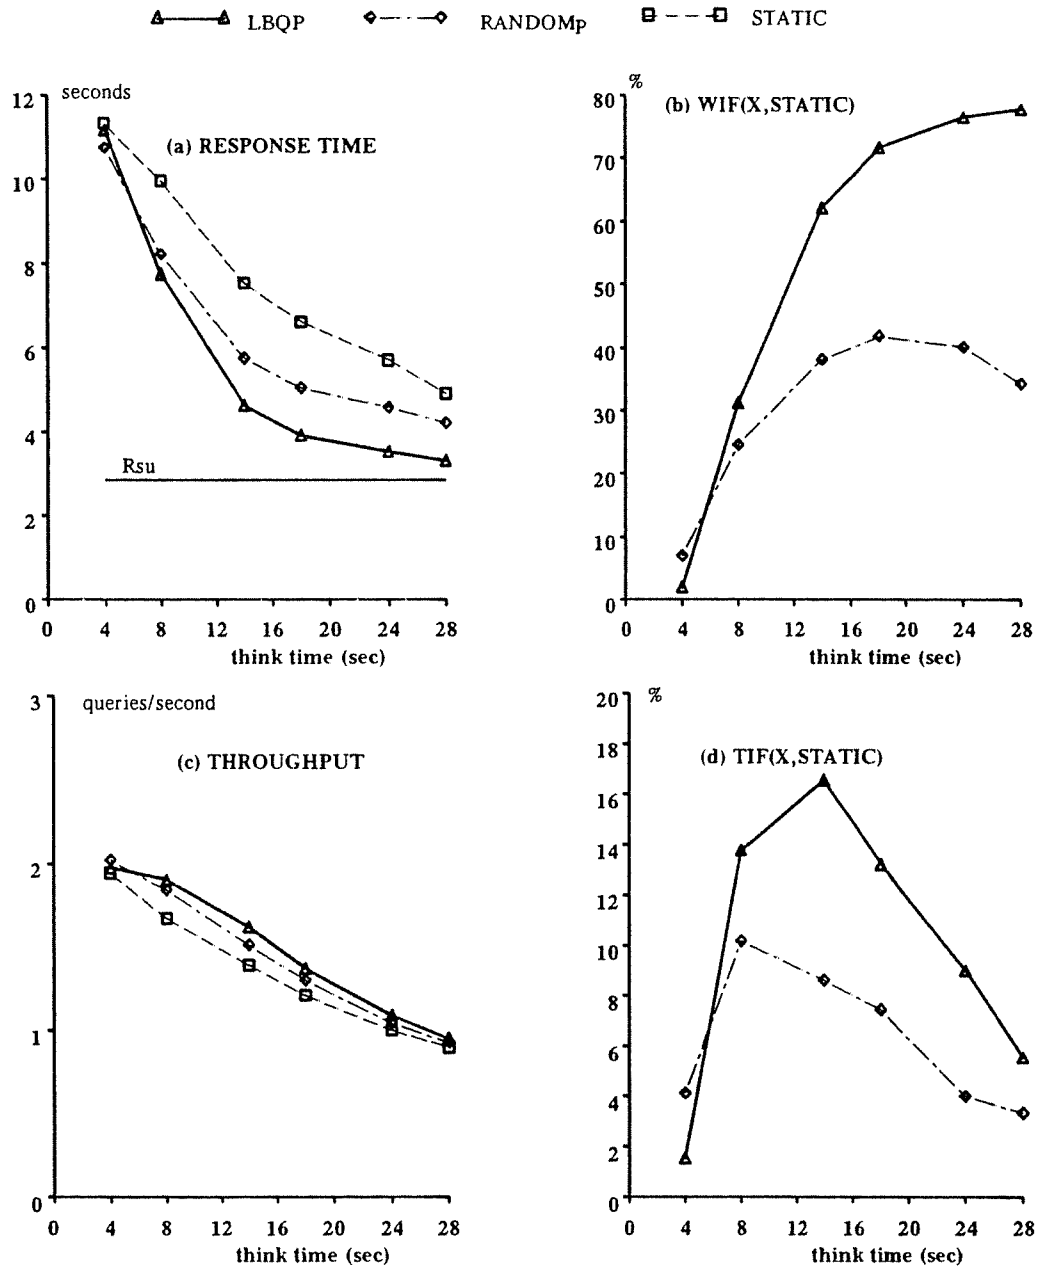 LBQP RANDOMp STATIC
seconds
(a) RESPONSE TIME
12
10
8
6
4
2
0
Rsu
0 4 8 12 16 20 24 28
think time (sec)
%
(b) WIF(X,STATIC)
80
70
60
50
40
30
20
10
0
0 4 8 12 16 20 24 28
think time (sec)
queries/second
(c) THROUGHPUT
3
2
1
0
0 4 8 12 16 20 24 28
think time (sec)
%
(d) TIF(X,STATIC)
20
18
16
14
12
10
8
6
4
2
0
0 4 8 12 16 20 24 28
think time (sec)